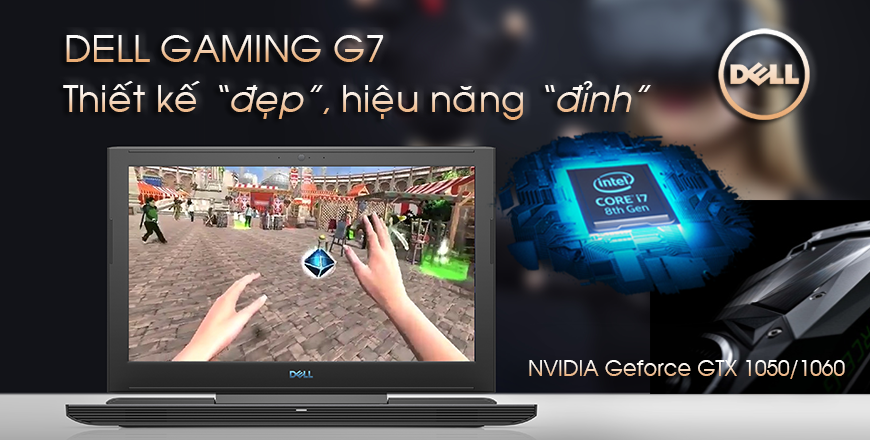 DELL GAMING G7
Thiết kế “đẹp”, hiệu năng “đỉnh”
DELL
intel
CORE i7
8th Gen
NVIDIA Geforce GTX 1050/1060
DELL